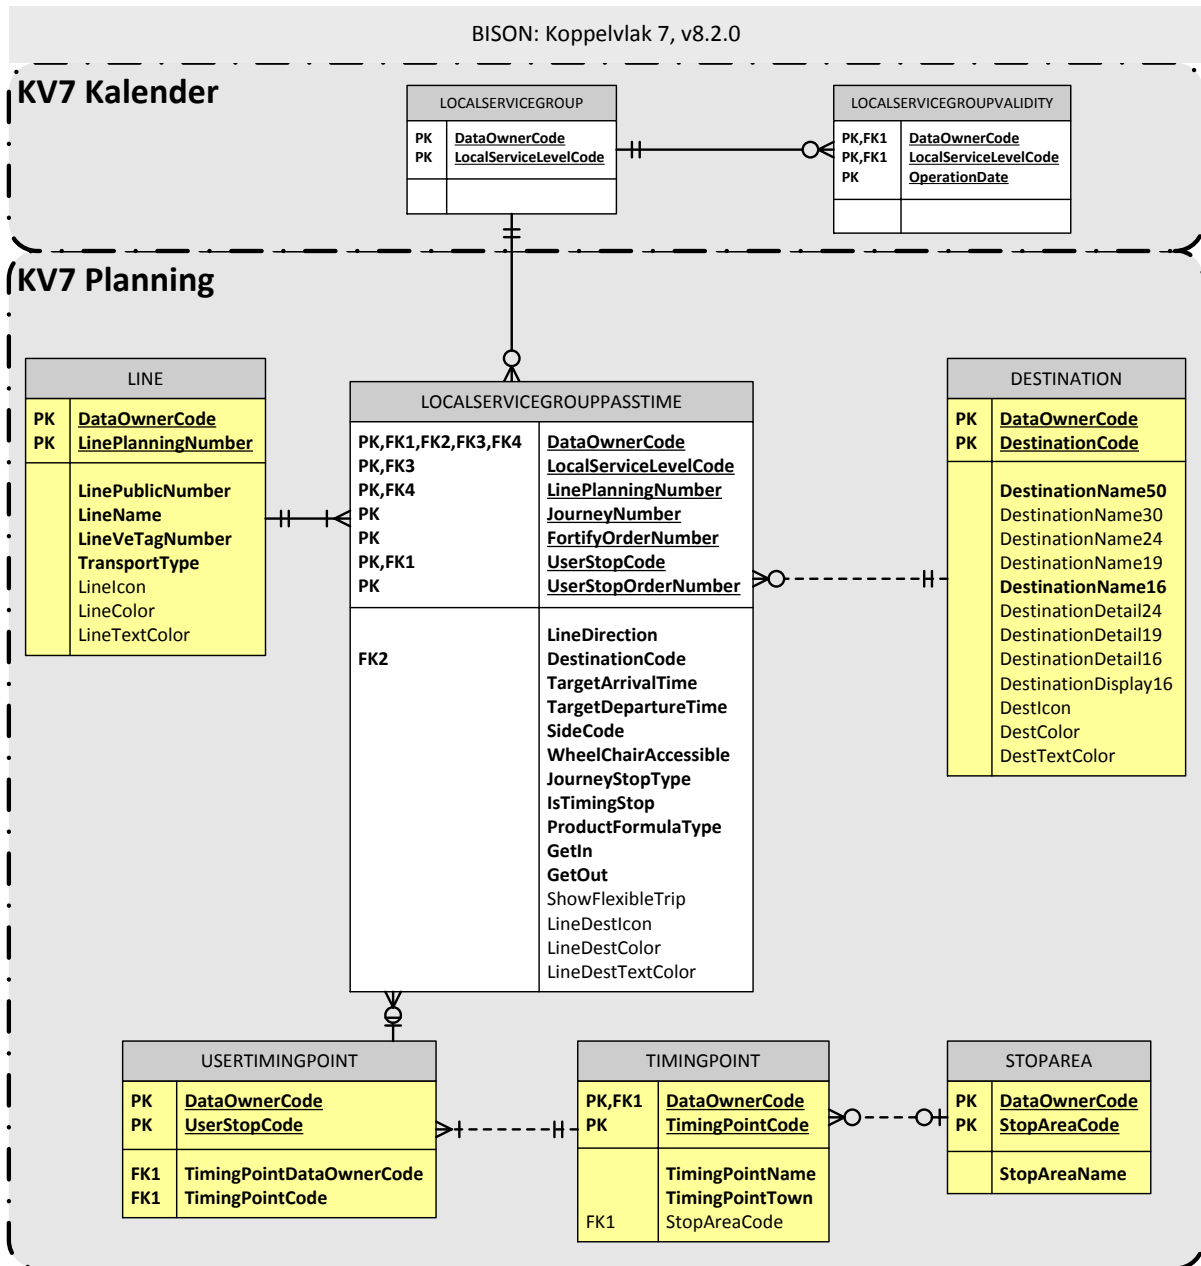 BISON: Koppelvlak 7, v8.2.0
KV7 Kalender
LOCALSERVICEGROUP
PK DataOwnerCode
PK LocalServiceLevelCode
LOCALSERVICEGROUPVALIDITY
PK,FK1 DataOwnerCode
PK,FK1 LocalServiceLevelCode
PK OperationDate
KV7 Planning
LINE
PK DataOwnerCode
PK LinePlanningNumber
LinePublicNumber
LineName
LineVeTagNumber
TransportType
LineIcon
LineColor
LineTextColor
LOCALSERVICEGROUPPASSTIME
PK,FK1,FK2,FK3,FK4 DataOwnerCode
PK,FK3 LocalServiceLevelCode
PK,FK4 LinePlanningNumber
PK JourneyNumber
PK FortifyOrderNumber
PK,FK1 UserStopCode
PK UserStopOrderNumber
LineDirection
FK2 DestinationCode
TargetArrivalTime
TargetDepartureTime
SideCode
WheelChairAccessible
JourneyStopType
IsTimingStop
ProductFormulaType
GetIn
GetOut
ShowFlexibleTrip
LineDestIcon
LineDestColor
LineDestTextColor
DESTINATION
PK DataOwnerCode
PK DestinationCode
DestinationName50
DestinationName30
DestinationName24
DestinationName19
DestinationName16
DestinationDetail24
DestinationDetail19
DestinationDetail16
DestinationDisplay16
DestIcon
DestColor
DestTextColor
USERTIMINGPOINT
PK DataOwnerCode
PK UserStopCode
FK1 TimingPointDataOwnerCode
FK1 TimingPointCode
TIMINGPOINT
PK,FK1 DataOwnerCode
PK TimingPointCode
TimingPointName
TimingPointTown
FK1 StopAreaCode
STOPAREA
PK DataOwnerCode
PK StopAreaCode
StopAreaName